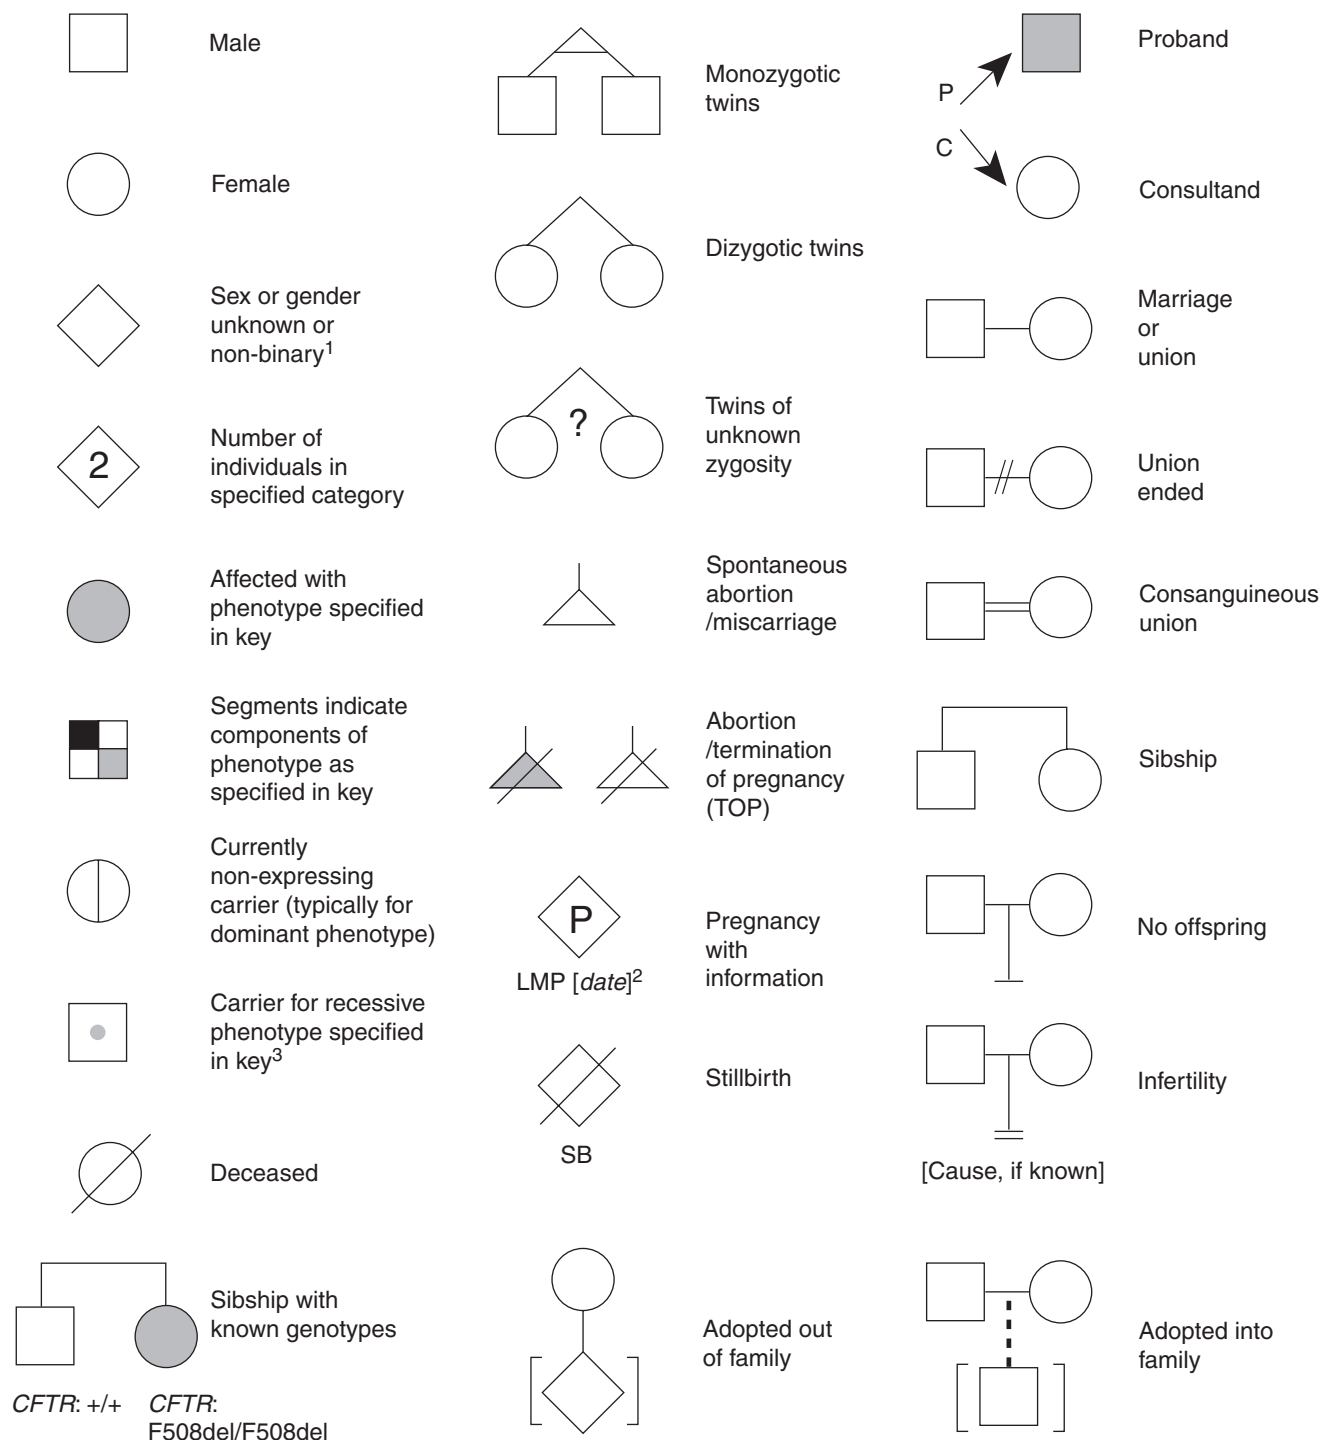 Male
Female
Sex or gender
unknown or
non-binary1
2
Number of
individuals in
specified category
Affected with
phenotype specified
in key
Segments indicate
components of
phenotype as
specified in key
Currently
non-expressing
carrier (typically for
dominant phenotype)
Carrier for recessive
phenotype specified
in key3
Deceased
Sibship with
known genotypes
CFTR: +/+
CFTR:
F508del/F508del
Monozygotic
twins
Dizygotic twins
?
Twins of
unknown
zygosity
Spontaneous
abortion
/miscarriage
Abortion
/termination
of pregnancy
(TOP)
P
LMP [date]2
Pregnancy
with
information
Stillbirth
SB
Adopted out
of family
P
Proband
C
Consultand
Marriage
or
union
Union
ended
Consanguineous
union
Sibship
No offspring
Infertility
[Cause, if known]
Adopted into
family